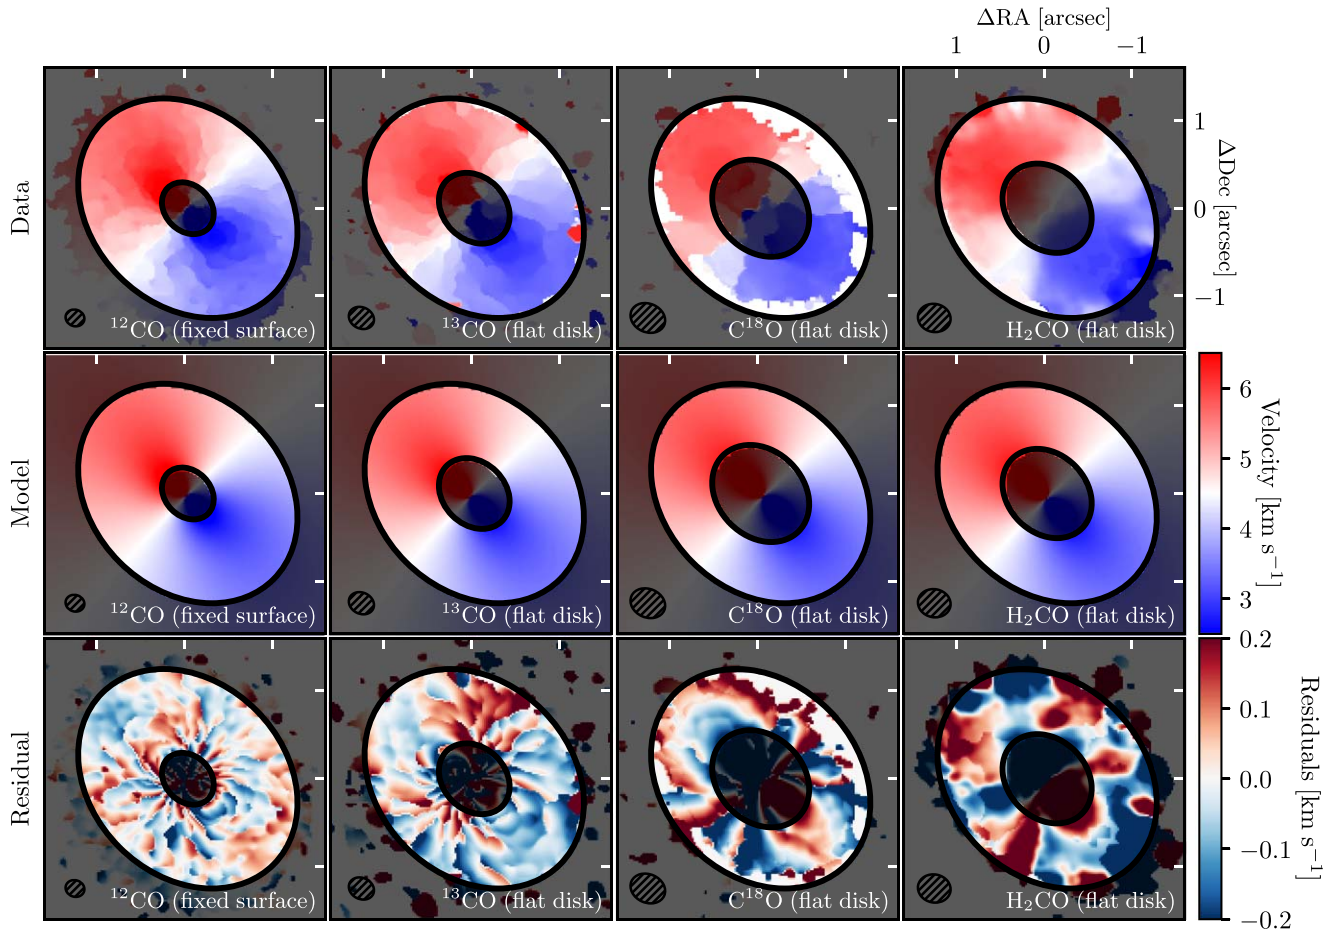 ΔRA [arcsec]
1 0 −1
Data
¹²CO (fixed surface)
¹³CO (flat disk)
C¹⁸O (flat disk)
H₂CO (flat disk)
1
0
−1
ΔDec [arcsec]
Model
¹²CO (fixed surface)
¹³CO (flat disk)
C¹⁸O (flat disk)
H₂CO (flat disk)
6
5
4
3
Velocity [km s⁻¹]
Residual
¹²CO (fixed surface)
¹³CO (flat disk)
C¹⁸O (flat disk)
H₂CO (flat disk)
0.2
0.1
0.0
−0.1
−0.2
Residuals [km s⁻¹]